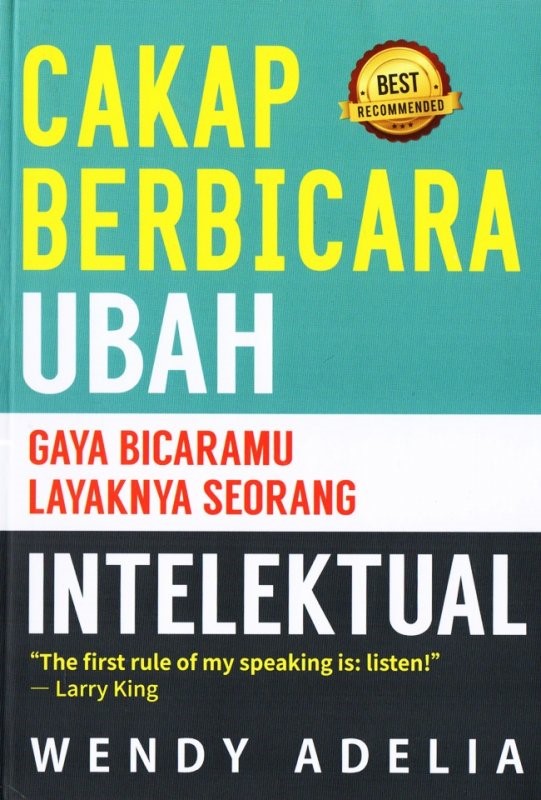 CAKAP
BEST
RECOMMENDED
BERBICARA
UBAH
GAYA BICARAMU
LAYAKNYA SEORANG
INTELEKTUAL
“The first rule of my speaking is: listen!”
— Larry King
WENDY ADELIA